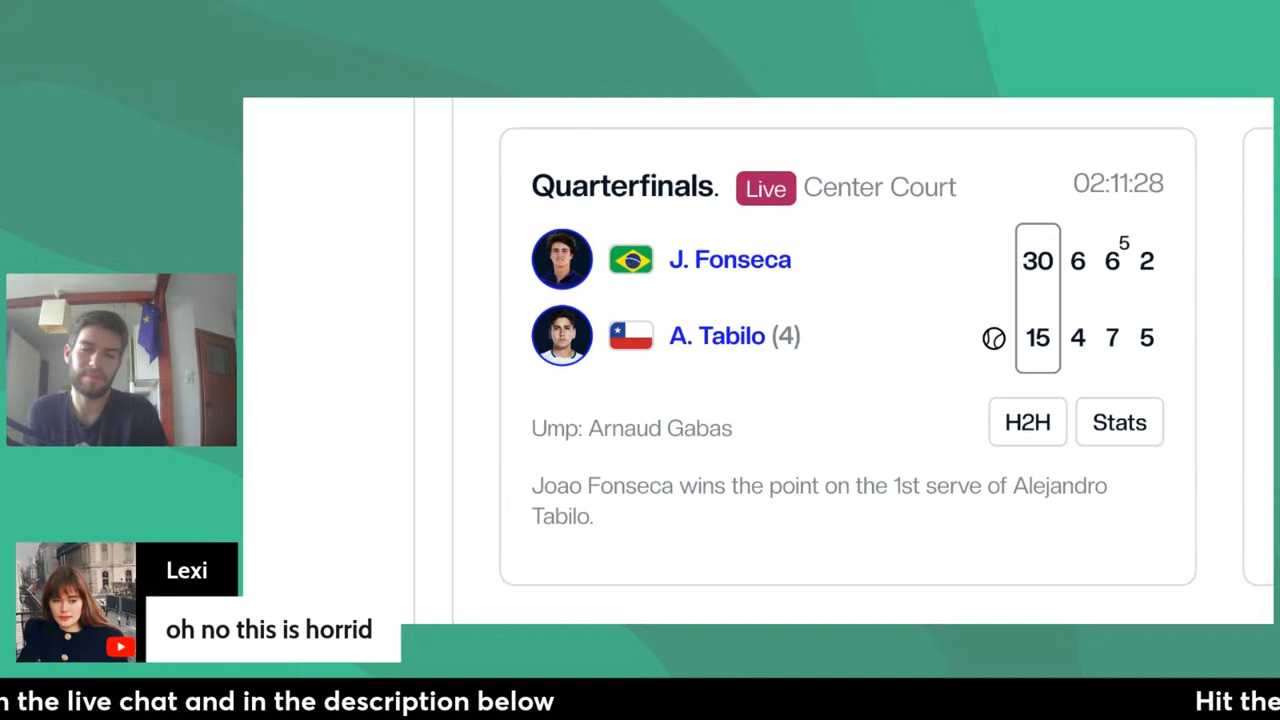 Quarterfinals. Live Center Court 02:11:28
J. Fonseca 30 6 6 5 2
A. Tabilo (4) 15 4 7 5
Ump: Arnaud Gabas H2H Stats
Joao Fonseca wins the point on the 1st serve of Alejandro
Tabilo.
Lexi
oh no this is horrid
n the live chat and in the description below Hit the